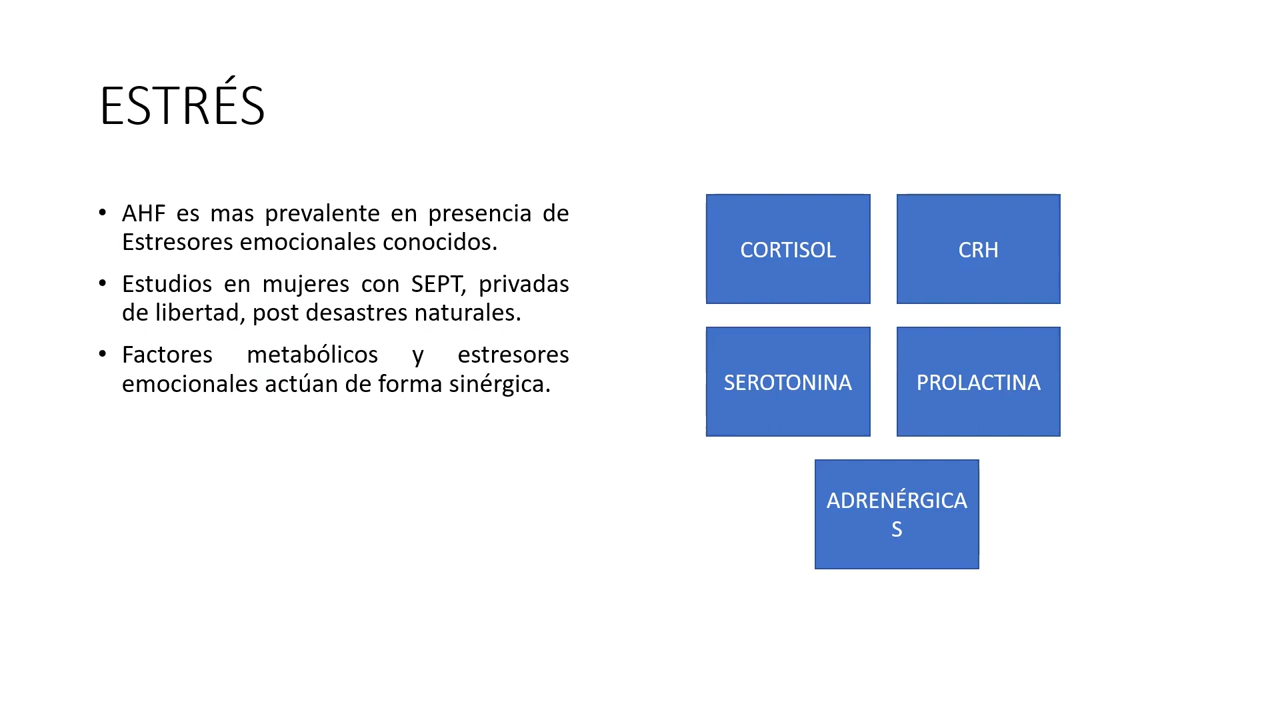 ESTRÉS
• AHF es mas prevalente en presencia de
Estresores emocionales conocidos.
• Estudios en mujeres con SEPT, privadas
de libertad, post desastres naturales.
• Factores metabólicos y estresores
emocionales actúan de forma sinérgica.
CORTISOL
CRH
SEROTONINA
PROLACTINA
ADRENÉRGICA
S